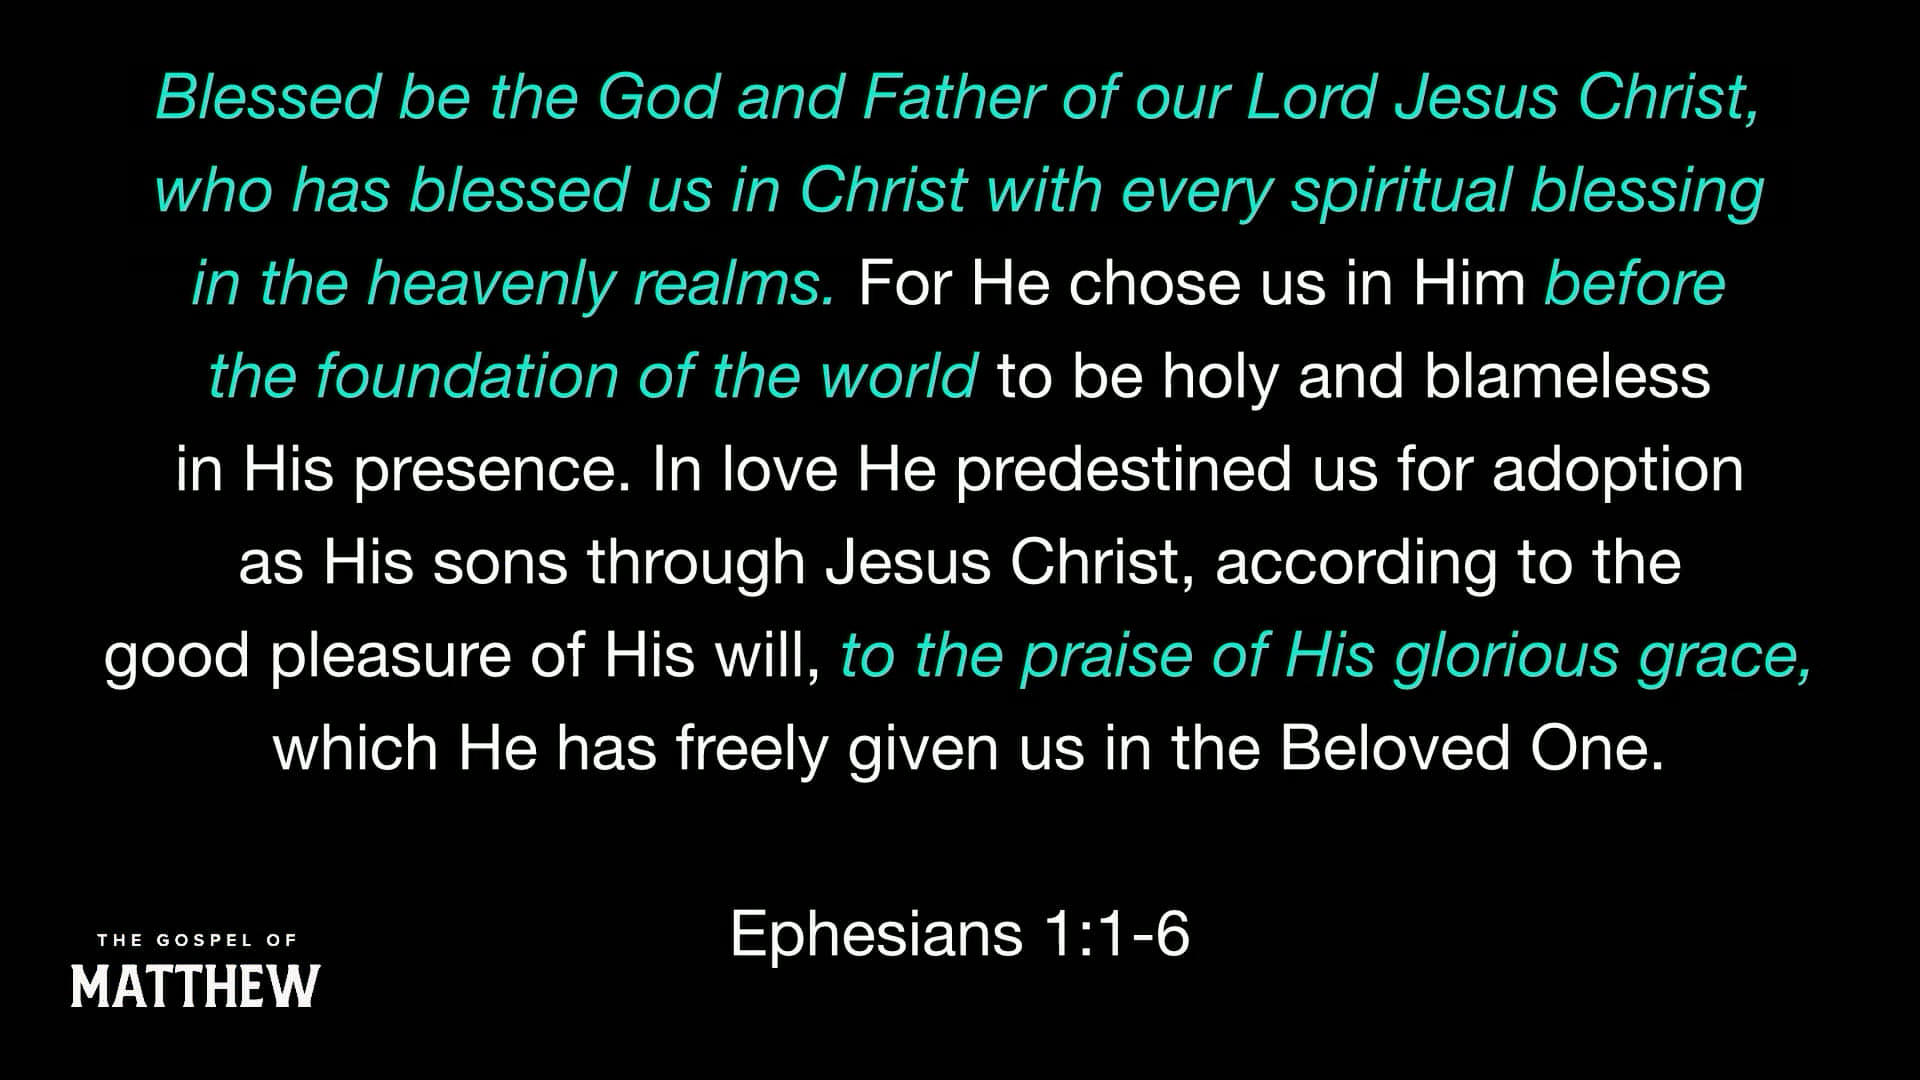 Blessed be the God and Father of our Lord Jesus Christ,
who has blessed us in Christ with every spiritual blessing
in the heavenly realms. For He chose us in Him before
the foundation of the world to be holy and blameless
in His presence. In love He predestined us for adoption
as His sons through Jesus Christ, according to the
good pleasure of His will, to the praise of His glorious grace,
which He has freely given us in the Beloved One.
Ephesians 1:1-6
THE GOSPEL OF
MATTHEW